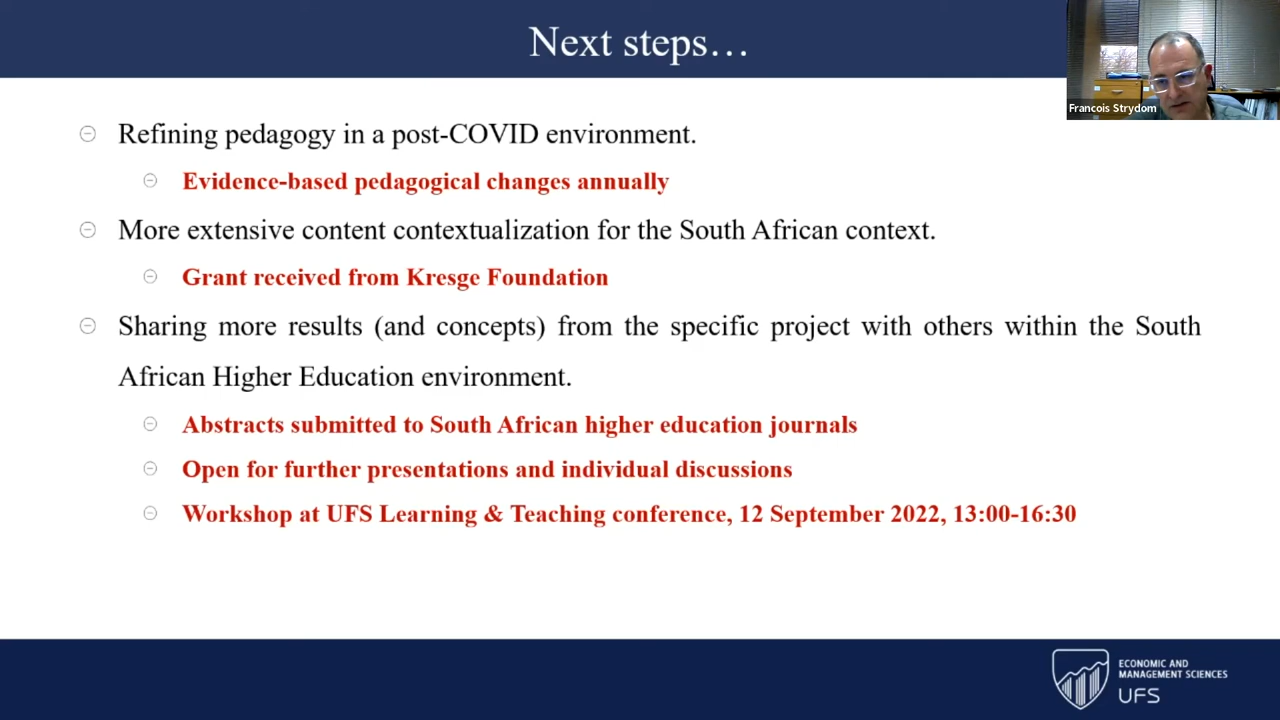 Next steps…
Francois Strydom
Refining pedagogy in a post-COVID environment.
Evidence-based pedagogical changes annually
More extensive content contextualization for the South African context.
Grant received from Kresge Foundation
Sharing more results (and concepts) from the specific project with others within the South
African Higher Education environment.
Abstracts submitted to South African higher education journals
Open for further presentations and individual discussions
Workshop at UFS Learning & Teaching conference, 12 September 2022, 13:00-16:30
ECONOMIC AND
MANAGEMENT SCIENCES
UFS